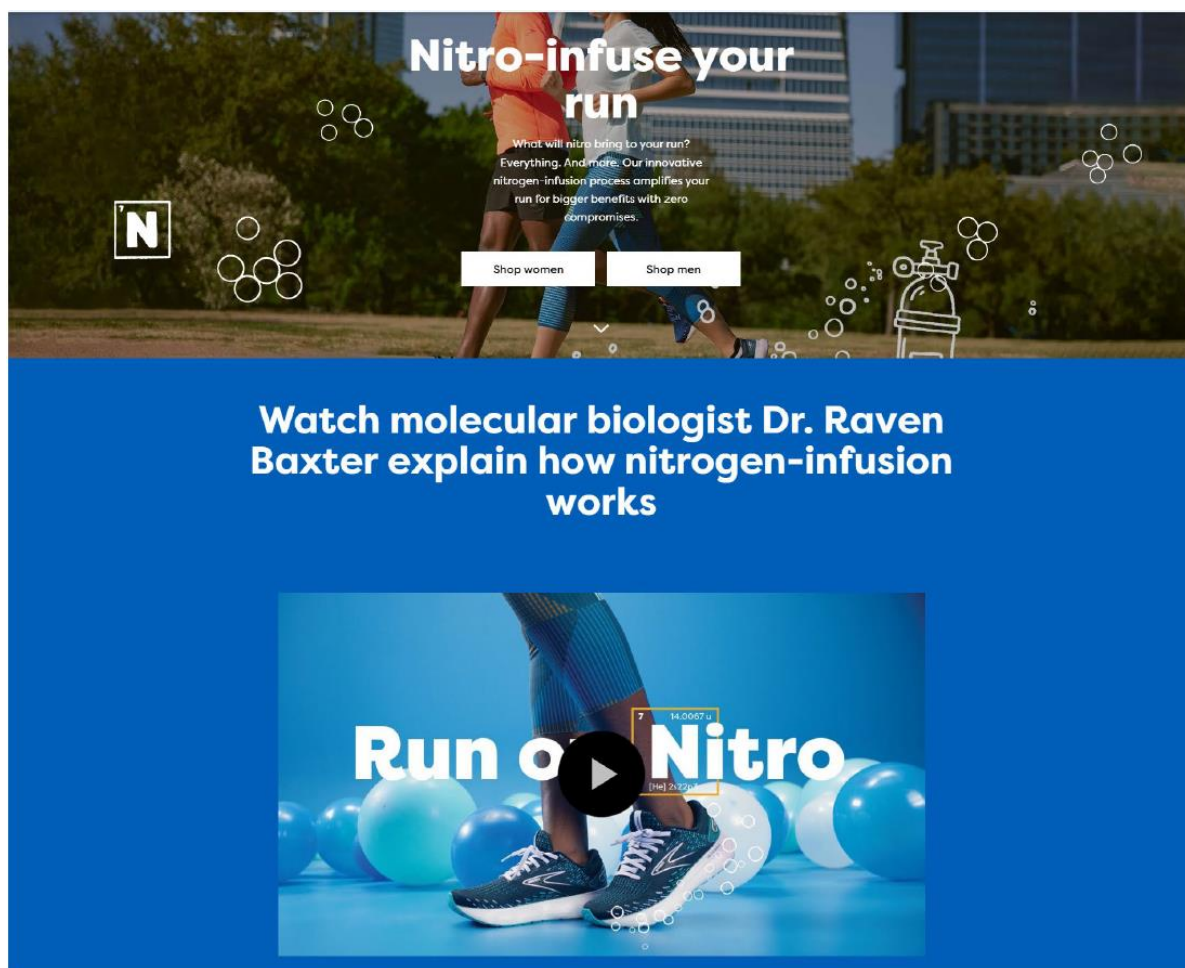 Nitro-infuse your
run
What will nitro bring to your run?
Everything. And more. Our innovative
nitrogen-infusion process amplifies your
run for bigger benefits with zero
compromises.
7
N
Shop women
Shop men
Watch molecular biologist Dr. Raven
Baxter explain how nitrogen-infusion
works
7 14.0067 u
Run Nitro
[He]